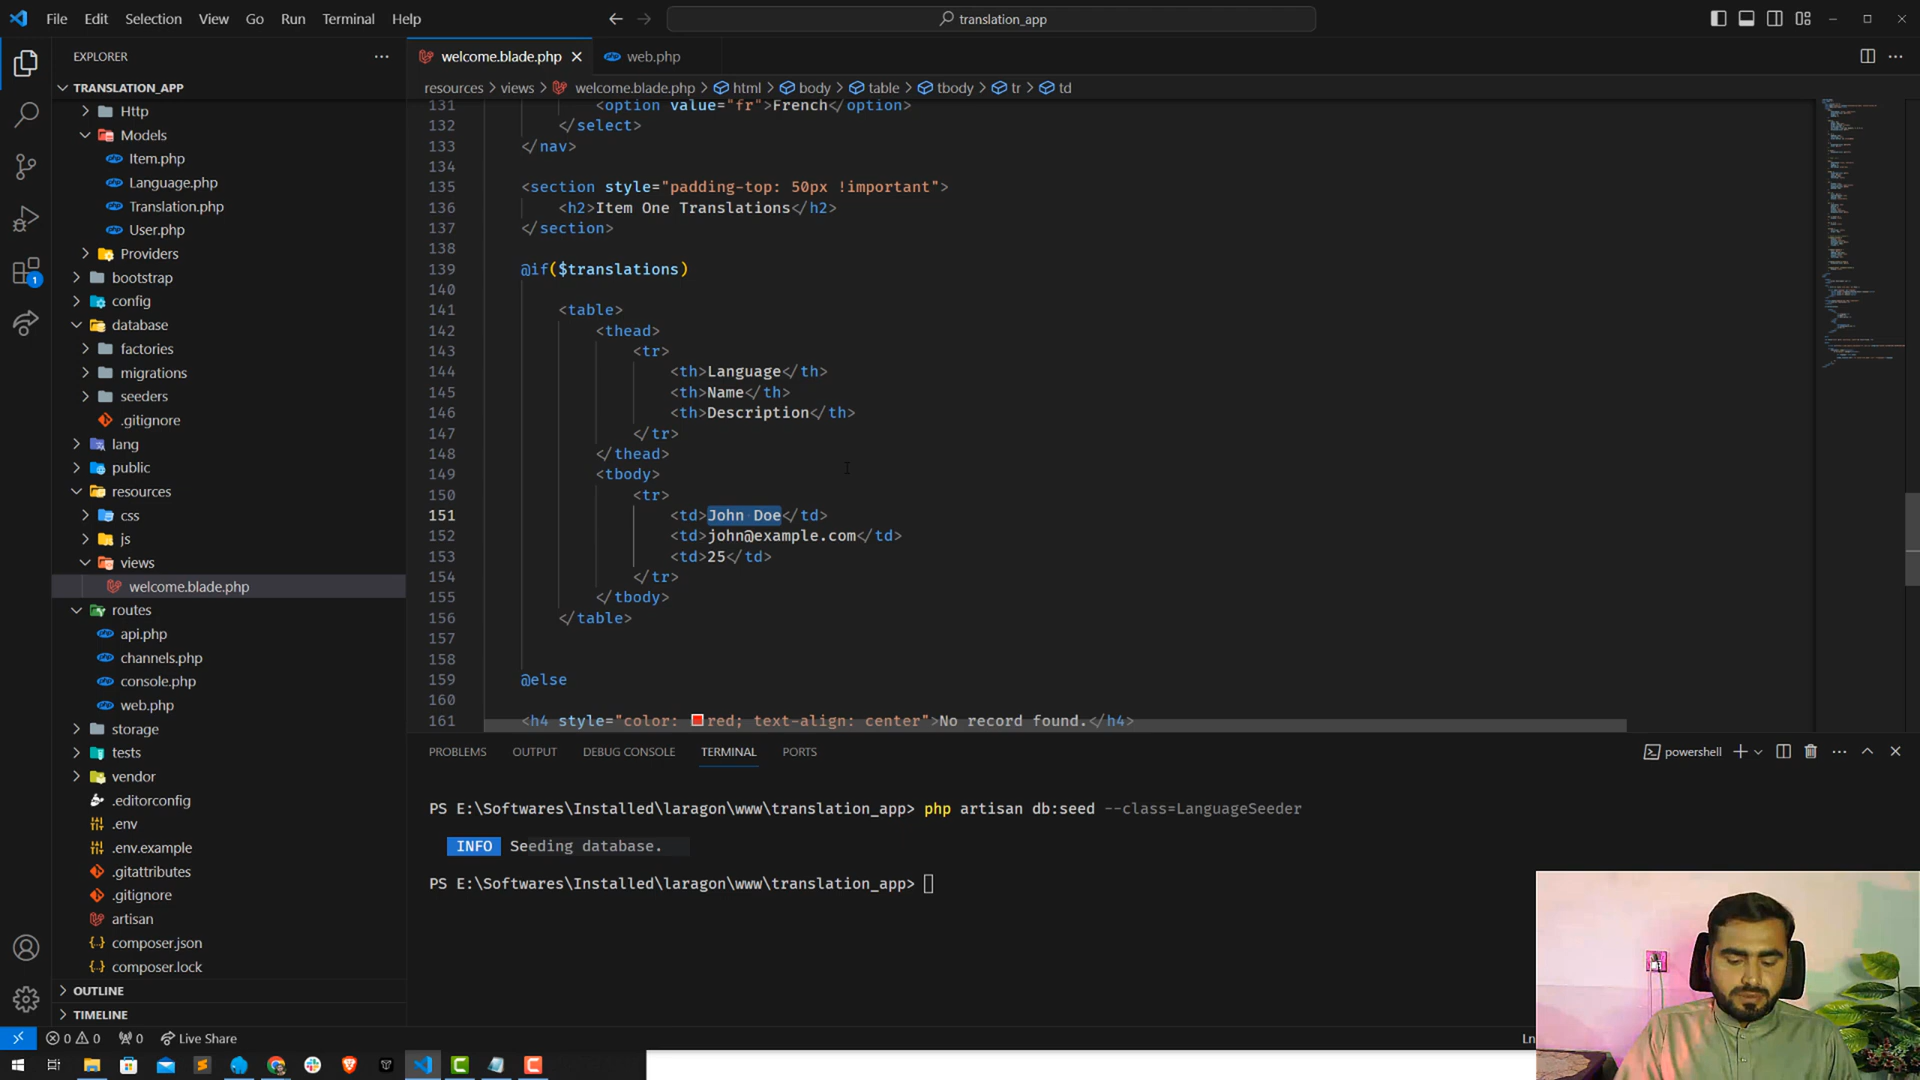 File Edit Selection View Go Run Terminal Help
translation_app
EXPLORER
TRANSLATION_APP
Http
Models
Item.php
Language.php
Translation.php
User.php
Providers
bootstrap
config
database
factories
migrations
seeders
.gitignore
lang
public
resources
css
js
views
welcome.blade.php
routes
api.php
channels.php
console.php
web.php
storage
tests
vendor
.editorconfig
.env
.env.example
.gitattributes
.gitignore
artisan
composer.json
composer.lock
OUTLINE
TIMELINE
1
welcome.blade.php
web.php
resources > views > welcome.blade.php > html > body > table > tbody > tr > td
131 <option value="fr">French</option>
132 </select>
133 </nav>
134
135 <section style="padding-top: 50px !important">
136 <h2>Item One Translations</h2>
137 </section>
138
139 @if($translations)
140
141 <table>
142 <thead>
143 <tr>
144 <th>Language</th>
145 <th>Name</th>
146 <th>Description</th>
147 </tr>
148 </thead>
149 <tbody>
150 <tr>
151 <td>John Doe</td>
152 <td>john@example.com</td>
153 <td>25</td>
154 </tr>
155 </tbody>
156 </table>
157
158
159 @else
160
161 <h4 style="color: red; text-align: center">No record found.</h4>
PROBLEMS OUTPUT DEBUG CONSOLE TERMINAL PORTS
powershell
PS E:\Softwares\Installed\laragon\www\translation_app> php artisan db:seed --class=LanguageSeeder
INFO Seeding database.
PS E:\Softwares\Installed\laragon\www\translation_app>
0 0 0 Live Share
Ln